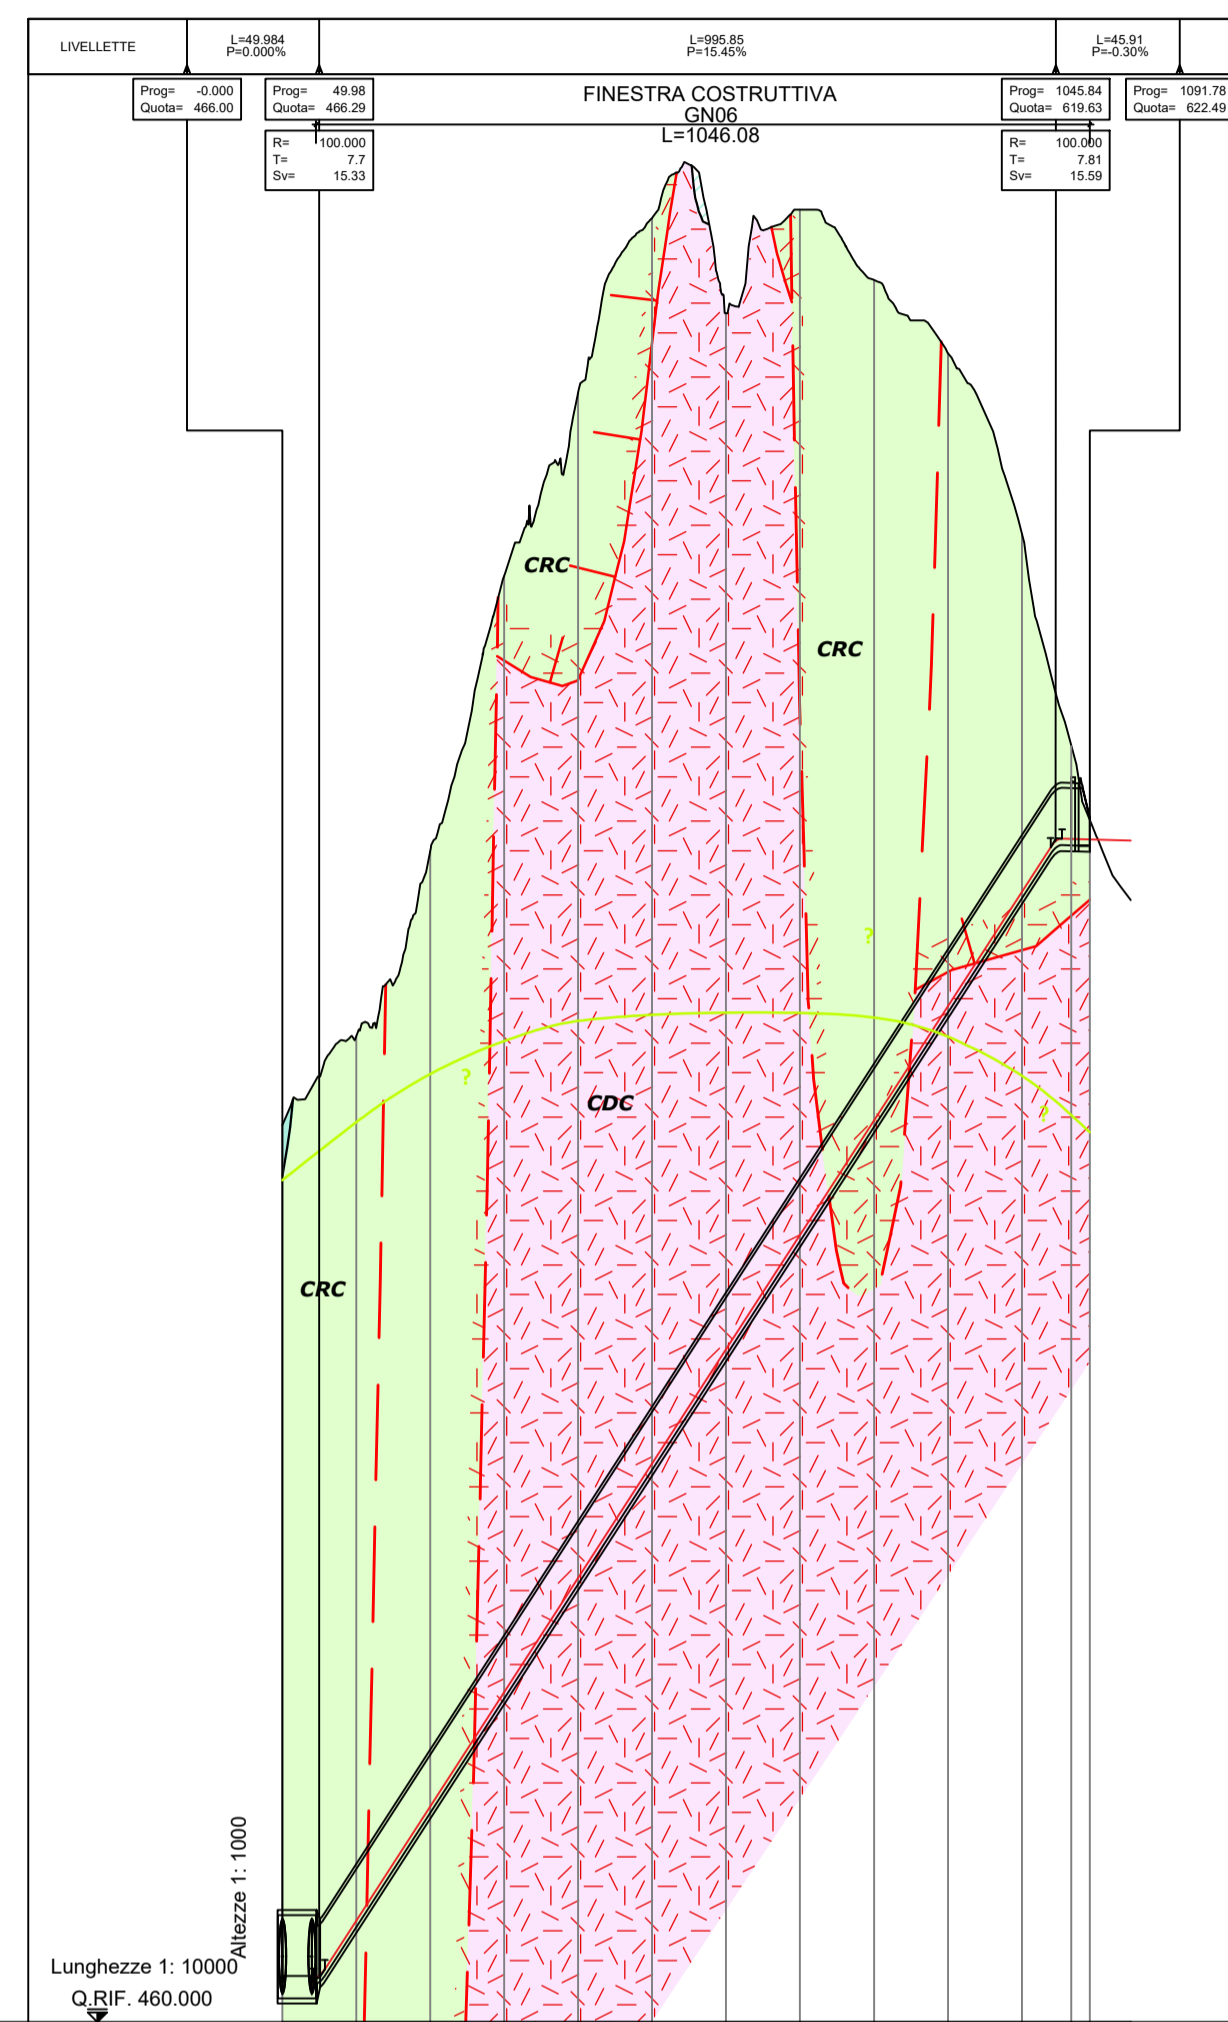 LIVELLETTE
L=49.984
P=0.000%
L=995.85
P=15.45%
L=45.91
P=-0.30%
Prog= -0.000
Quota= 466.00
Prog= 49.98
Quota= 466.29
R= 100.000
T= 7.7
Sv= 15.33
FINESTRA COSTRUTTIVA
GN06
L=1046.08
Prog= 1045.84
Quota= 619.63
R= 100.000
T= 7.81
Sv= 15.59
Prog= 1091.78
Quota= 622.49
CRC
CRC
T
T
?
?
CDC
?
CRC
T
Altezze 1: 1000
Lunghezze 1: 10000
Q.RIF. 460.000